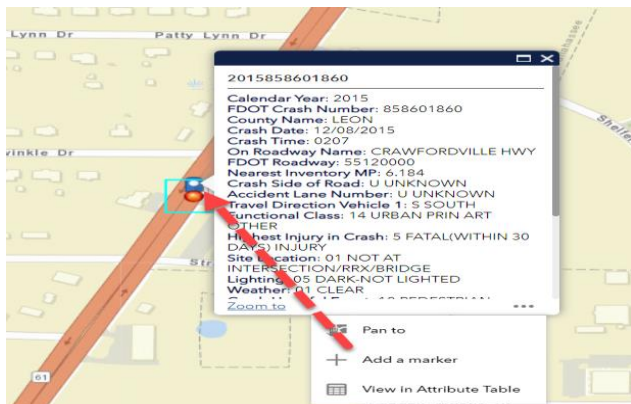 Lynn Dr
Patty Lynn Dr
2015858601860
Calendar Year: 2015
FDOT Crash Number: 858601860
County Name: LEON
Crash Date: 12/08/2015
Crash Time: 0207
On Roadway Name: CRAWFORDVILLE HWY
FDOT Roadway: 55120000
Nearest Inventory MP: 6.184
Crash Side of Road: U UNKNOWN
Accident Lane Number: U UNKNOWN
Travel Direction Vehicle 1: S SOUTH
Functional Class: 14 URBAN PRIN ART
OTHER
Highest Injury in Crash: 5 FATAL(WITHIN 30
DAYS) INJURY
Site Location: 01 NOT AT
INTERSECTION/RRX/BRIDGE
Lighting: 05 DARK-NOT LIGHTED
Weather: 01 CLEAR
Zoom to
Pan to
Add a marker
View in Attribute Table
winkle Dr
Str
61